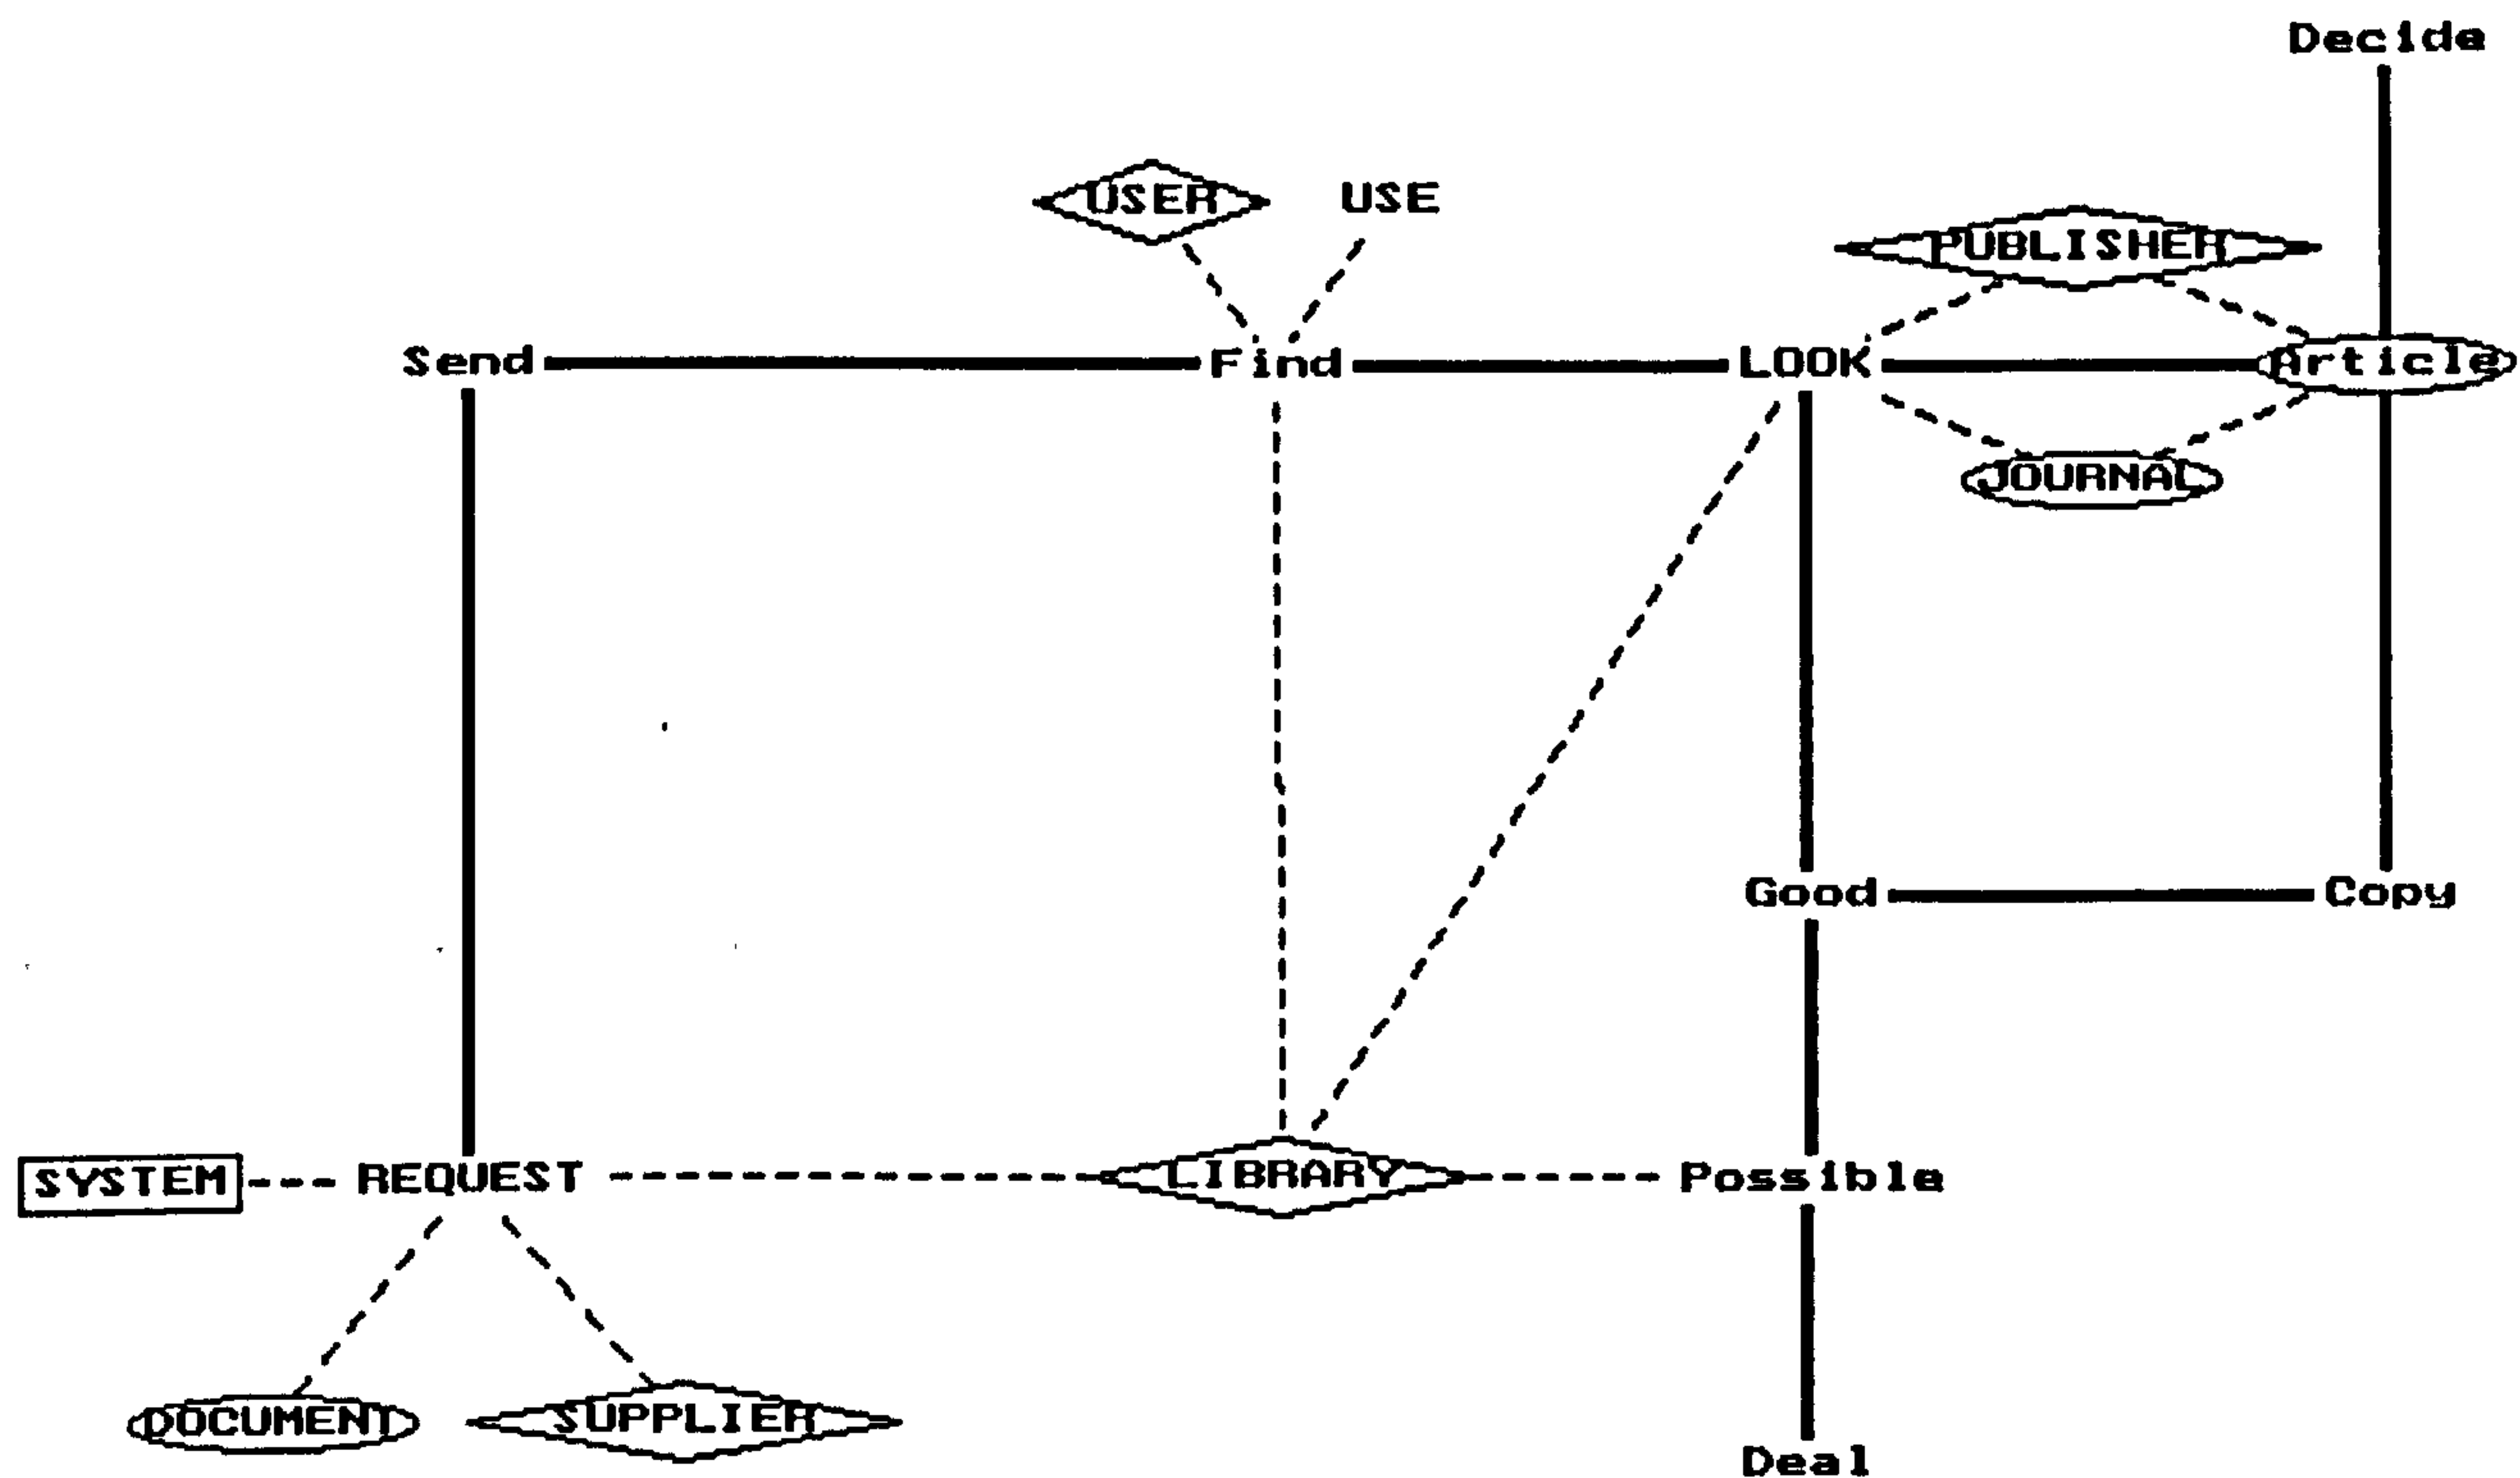 Decide
USER
USE
PUBLISHER
Send
Find
LOOK
Article
JOURNAL
Good
Copy
SYSTEM
REQUEST
LIBRARY
Possible
DOCUMENT
SUPPLIER
Deal